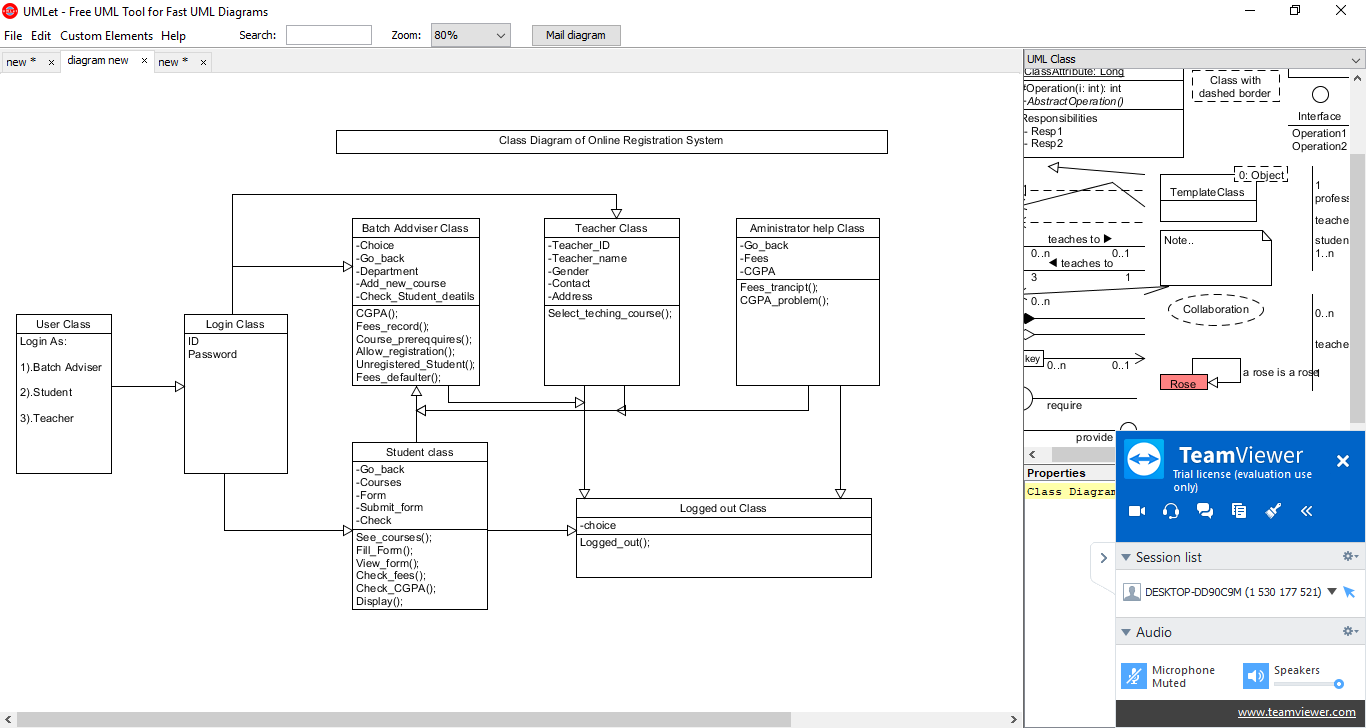 UMLet - Free UML Tool for Fast UML Diagrams
File Edit Custom Elements Help Search: Zoom: 80% Mail diagram
new * × diagram new × new * ×
Class Diagram of Online Registration System
User Class
Login As:
1).Batch Adviser
2).Student
3).Teacher
Login Class
ID
Password
Batch Addviser Class
-Choice
-Go_back
-Department
-Add_new_course
-Check_Student_deatils
CGPA();
Fees_record();
Course_prereqquires();
Allow_registration();
Unregistered_Student();
Fees_defaulter();
Teacher Class
-Teacher_ID
-Teacher_name
-Gender
-Contact
-Address
Select_teching_course();
Aministrator help Class
-Go_back
-Fees
-CGPA
Fees_trancipt();
CGPA_problem();
Student class
-Go_back
-Courses
-Form
-Submit_form
-Check
See_courses();
Fill_Form();
View_form();
Check_fees();
Check_CGPA();
Display();
Logged out Class
-choice
Logged_out();
UML Class
ClassAttribute: Long
#Operation(i: int): int
-AbstractOperation()
Responsibilities
- Resp1
- Resp2
Class with
dashed border
Interface
Operation1
Operation2
0: Object
TemplateClass
1
profess
teache
studen
1..n
teaches to
0..n 0..1
teaches to
3 1
0..n
Note..
Collaboration
0..n
teache
key
0..n 0..1
Rose
a rose is a rose
1
require
provide
Properties
Class Diagram
TeamViewer
Trial license (evaluation use
only)
Session list
DESKTOP-DD90C9M (1 530 177 521)
Audio
Microphone
Muted
Speakers
www.teamviewer.com